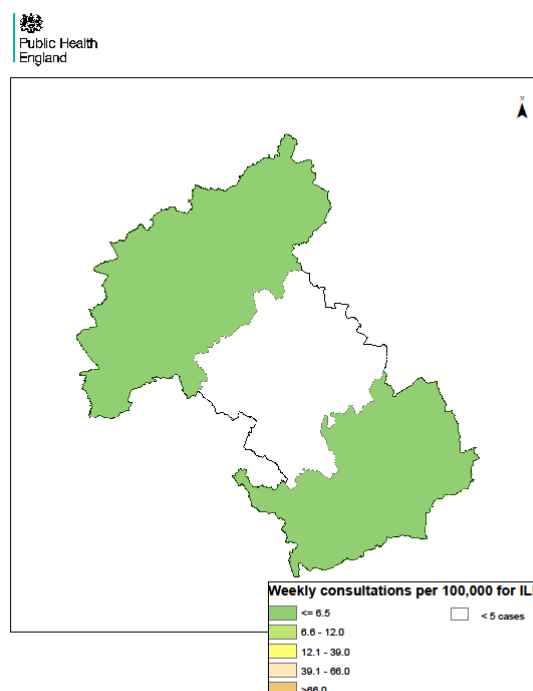 Public Health
England
N
Weekly consultations per 100,000 for IL
<= 6.5
< 5 cases
6.6 - 12.0
12.1 - 39.0
39.1 - 66.0
>66.0